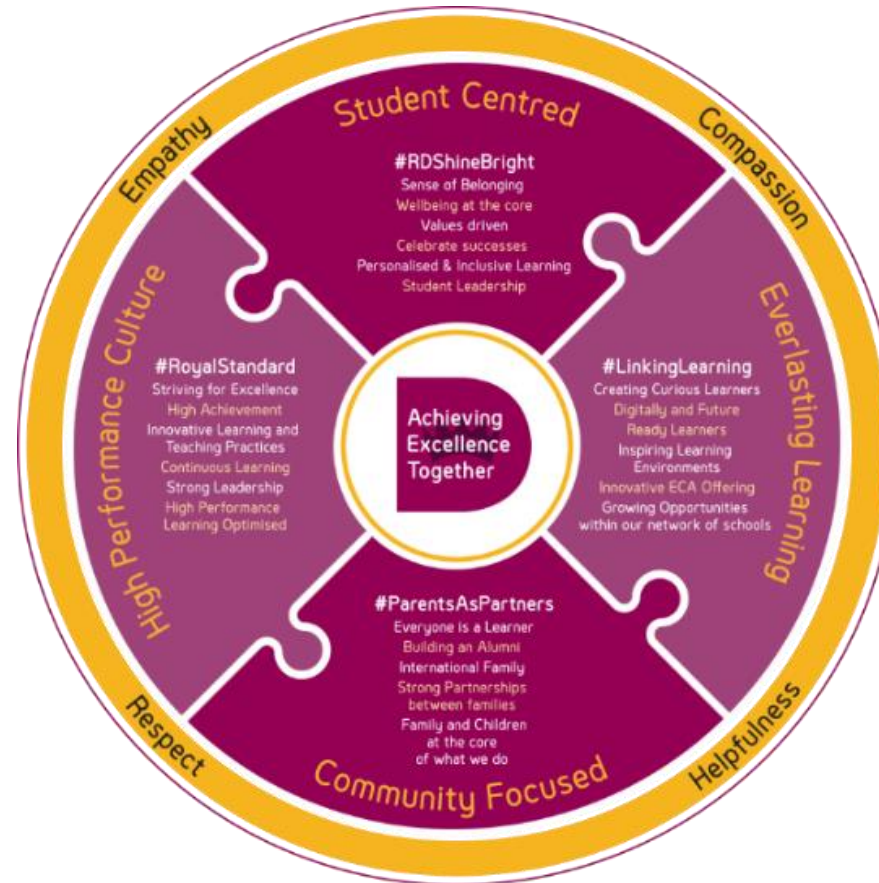 Empathy
Compassion
Student Centred
#RDShineBright
Sense of Belonging
Wellbeing at the core
Values driven
Celebrate successes
Personalised & Inclusive Learning
Student Leadership
High Performance Culture
#RoyalStandard
Striving for Excellence
High Achievement
Innovative Learning and
Teaching Practices
Continuous Learning
Strong Leadership
High Performance
Learning Optimised
Achieving
Excellence
Together
Everlasting Learning
#LinkingLearning
Creating Curious Learners
Digitally and Future
Ready Learners
Inspiring Learning
Environments
Innovative ECA Offering
Growing Opportunities
within our network of schools
#ParentsAsPartners
Everyone is a Learner
Building an Alumni
International Family
Strong Partnerships
between families
Family and Children
at the core
of what we do
Community Focused
Respect
Helpfulness